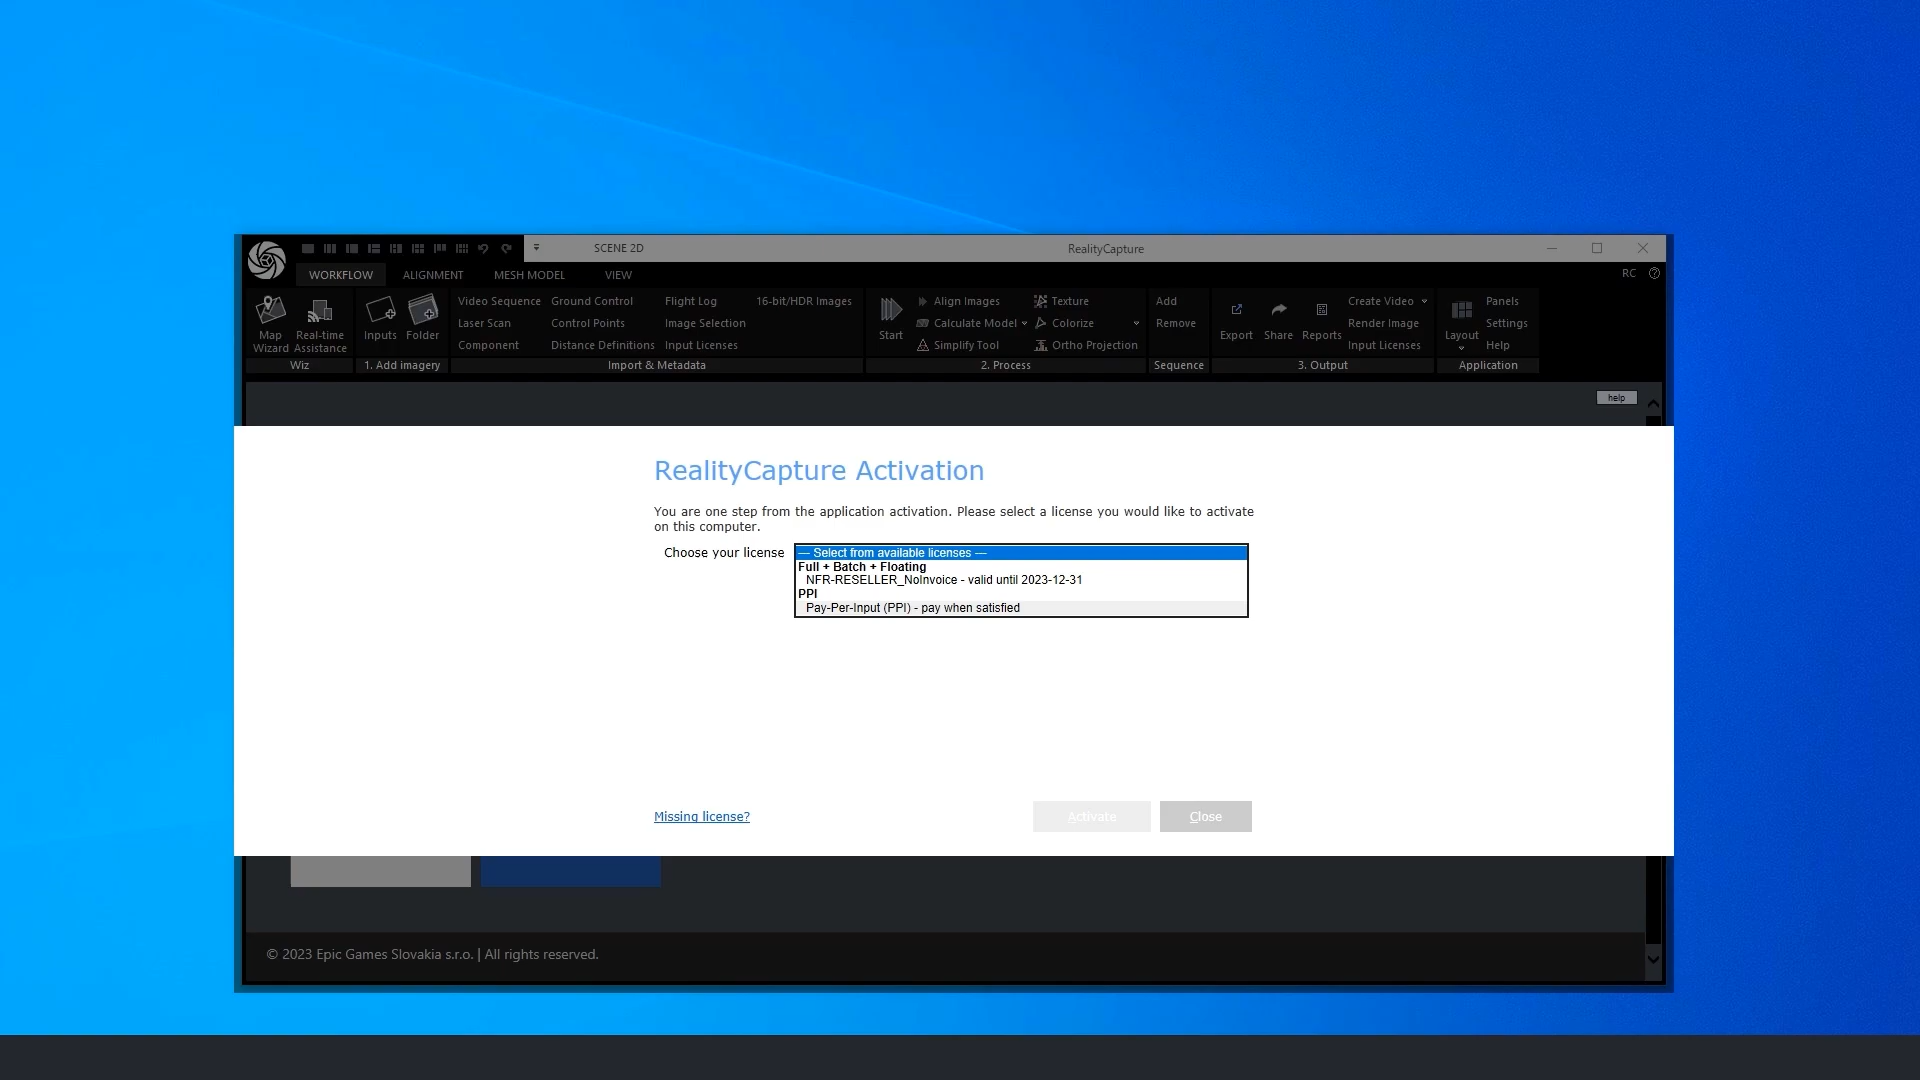 SCENE 2D
RealityCapture
WORKFLOW
ALIGNMENT
MESH MODEL
VIEW
RC
Map Wizard
Real-time Assistance
Wiz
Inputs
Folder
1. Add imagery
Video Sequence
Ground Control
Flight Log
16-bit/HDR Images
Laser Scan
Control Points
Image Selection
Component
Distance Definitions
Input Licenses
Import & Metadata
Start
Align Images
Texture
Calculate Model
Colorize
Simplify Tool
Ortho Projection
2. Process
Add
Remove
Sequence
Export
Share
Reports
Create Video
Render Image
Input Licenses
3. Output
Layout
Panels
Settings
Help
Application
help
RealityCapture Activation
You are one step from the application activation. Please select a license you would like to activate
on this computer.
Choose your license
— Select from available licenses —
Full + Batch + Floating
NFR-RESELLER_NoInvoice - valid until 2023-12-31
PPI
Pay-Per-Input (PPI) - pay when satisfied
Missing license?
Activate
Close
© 2023 Epic Games Slovakia s.r.o. | All rights reserved.